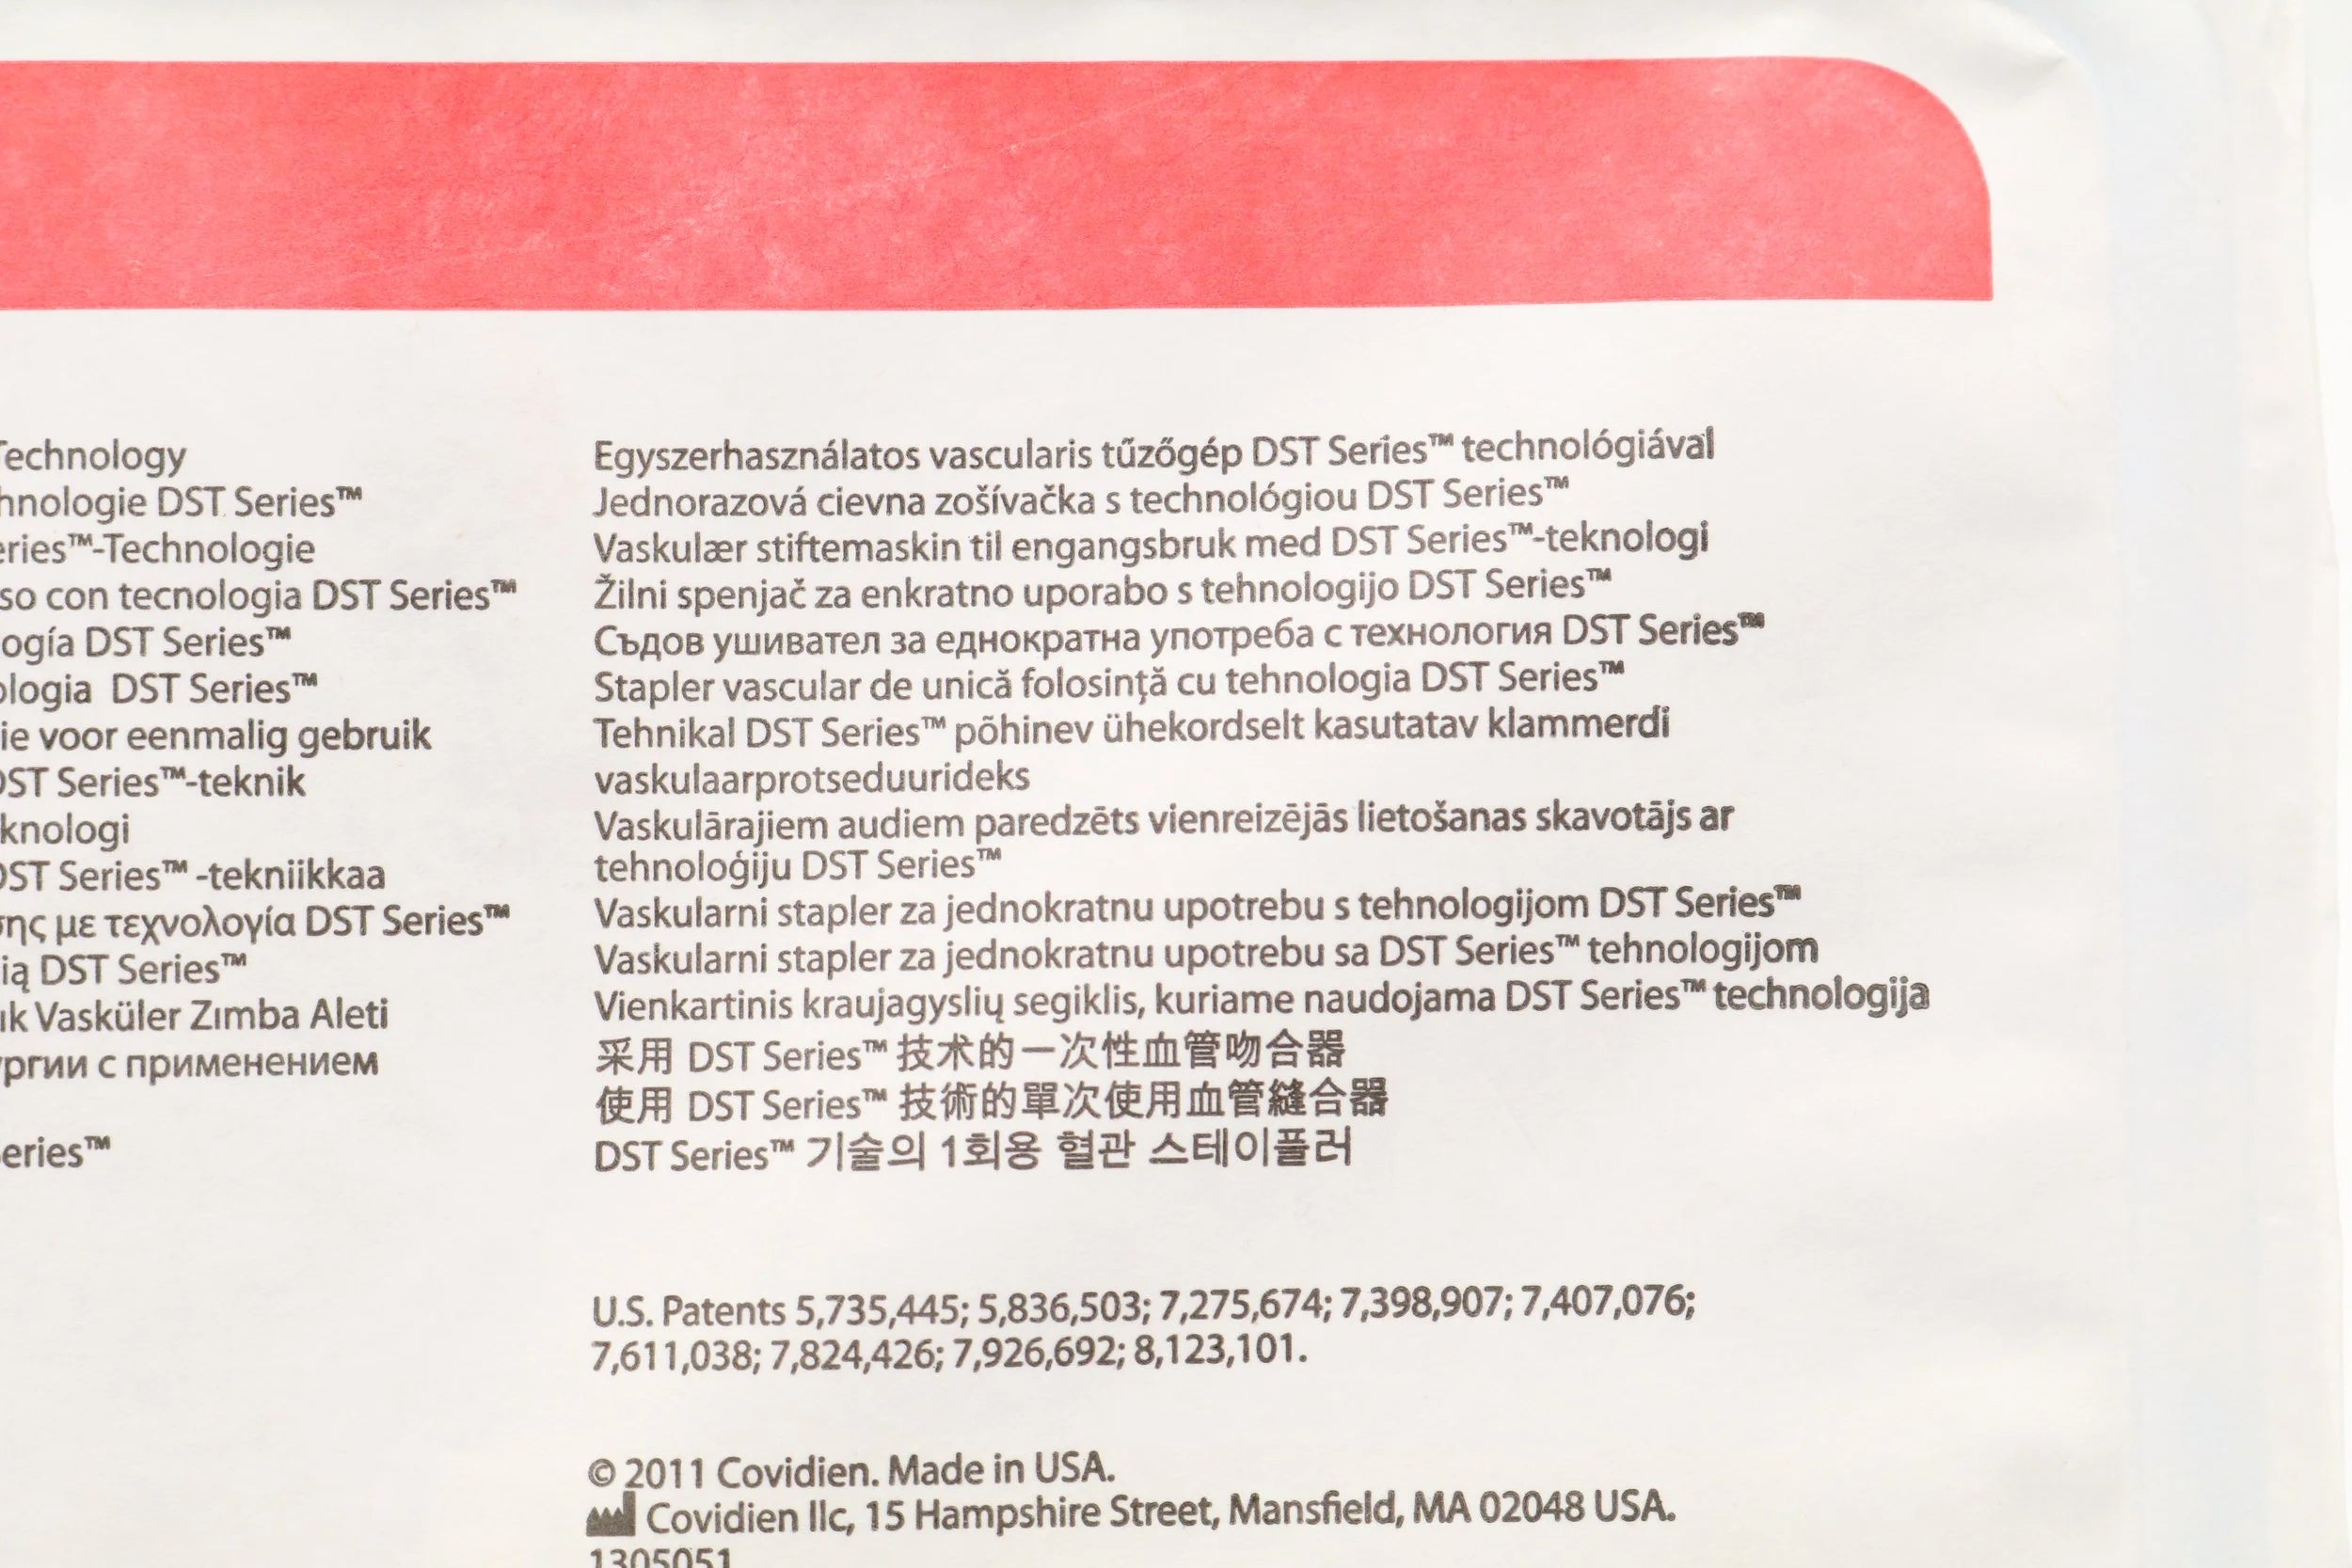 Technology
hnologie DST Series™
eries™-Technologie
so con tecnologia DST Series™
ogía DST Series™
ologia DST Series™
ie voor eenmalig gebruik
DST Series™-teknik
knologi
DST Series™ -tekniikkaa
σης με τεχνολογία DST Series™
ią DST Series™
ık Vasküler Zımba Aleti
ургии с применением
eries™
Egyszerhasználatos vascularis tűzőgép DST Series™ technológiával
Jednorazová cievna zošívačka s technológiou DST Series™
Vaskulær stiftemaskin til engangsbruk med DST Series™-teknologi
Žilni spenjač za enkratno uporabo s tehnologijo DST Series™
Съдов ушивател за еднократна употреба с технология DST Series™
Stapler vascular de unică folosinţă cu tehnologia DST Series™
Tehnikal DST Series™ põhinev ühekordselt kasutatav klammerdi
vaskulaarprotseduurideks
Vaskulārajiem audiem paredzēts vienreizējās lietošanas skavotājs ar
tehnoloģiju DST Series™
Vaskularni stapler za jednokratnu upotrebu s tehnologijom DST Series™
Vaskularni stapler za jednokratnu upotrebu sa DST Series™ tehnologijom
Vienkartinis kraujagyslių segiklis, kuriame naudojama DST Series™ technologija
采用 DST Series™ 技术的一次性血管吻合器
使用 DST Series™ 技術的單次使用血管縫合器
DST Series™ 기술의 1회용 혈관 스테이플러
U.S. Patents 5,735,445; 5,836,503; 7,275,674; 7,398,907; 7,407,076;
7,611,038; 7,824,426; 7,926,692; 8,123,101.
© 2011 Covidien. Made in USA.
Covidien llc, 15 Hampshire Street, Mansfield, MA 02048 USA.
1305051